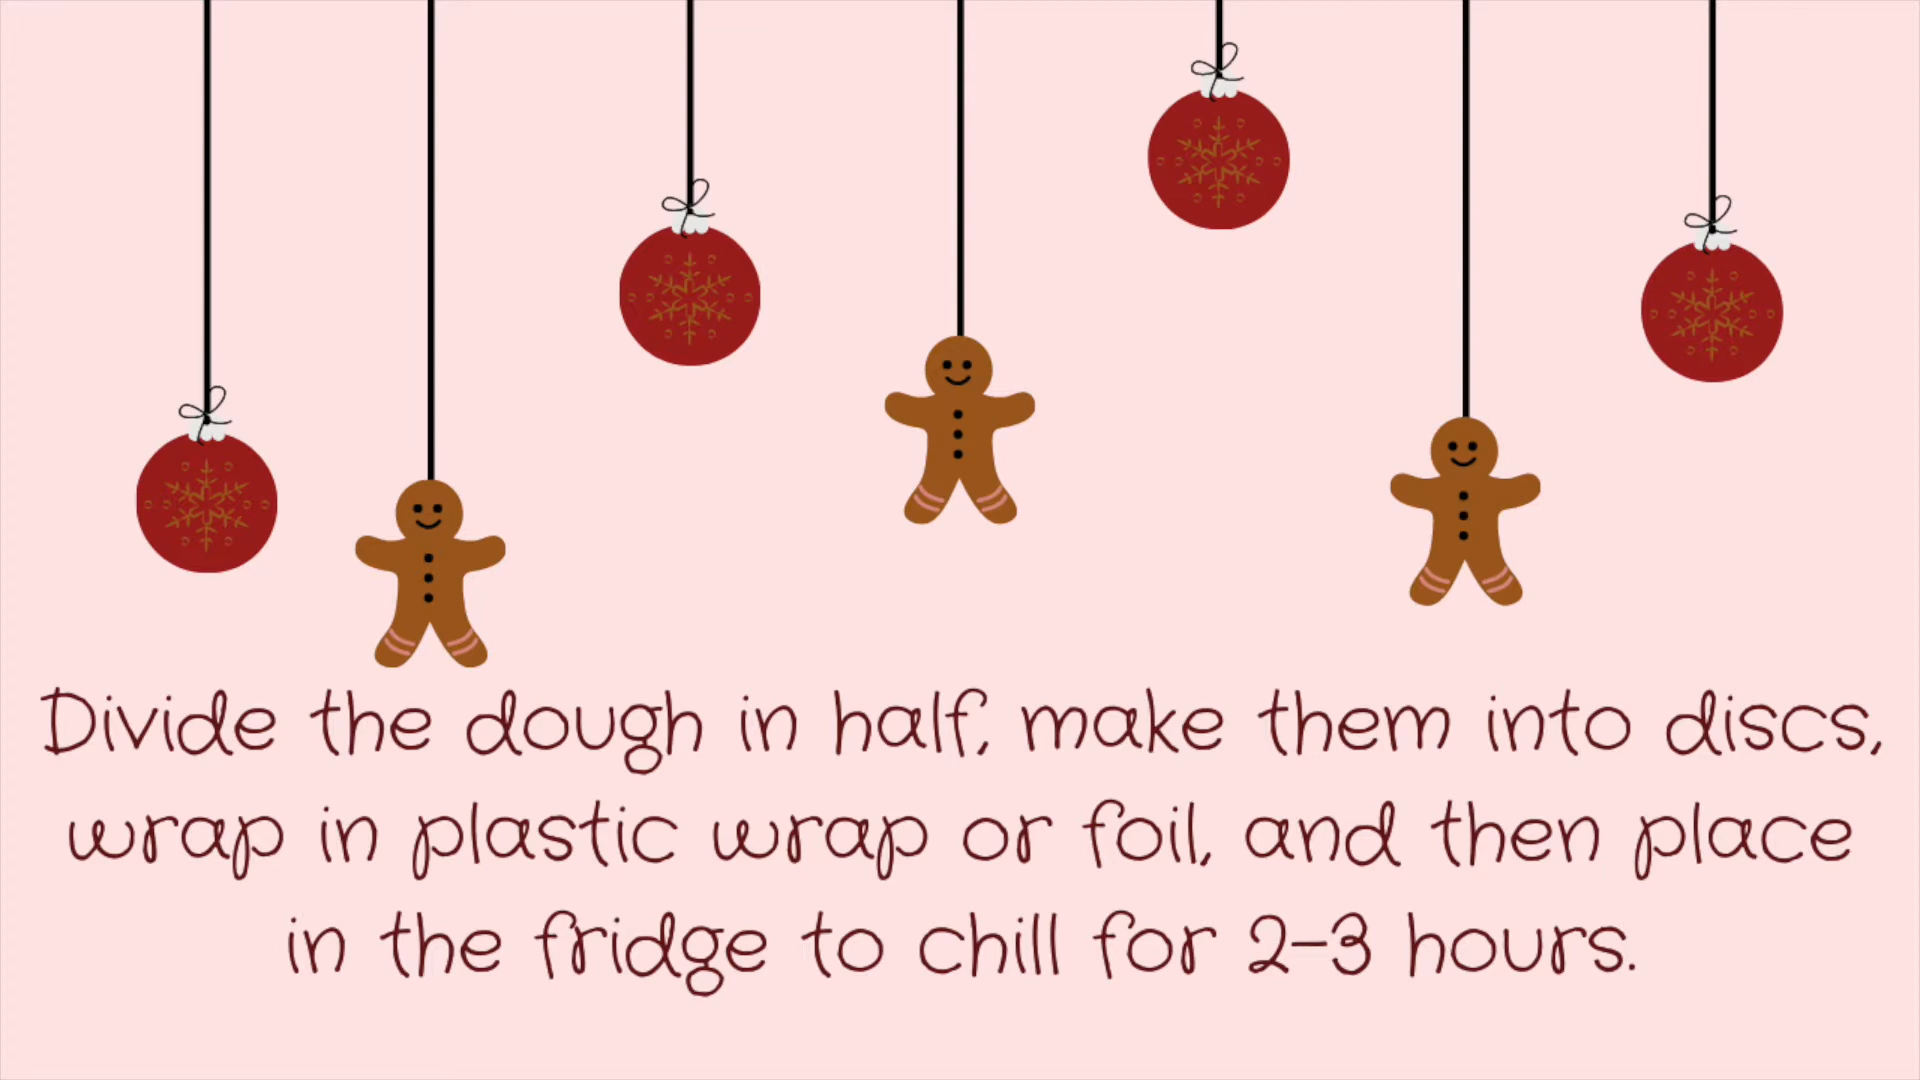 Divide the dough in half, make them into discs,
wrap in plastic wrap or foil, and then place
in the fridge to chill for 2-3 hours.